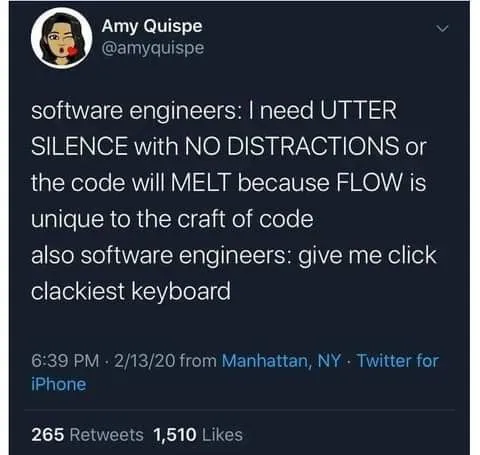 Amy Quispe
@amyquispe
software engineers: I need UTTER
SILENCE with NO DISTRACTIONS or
the code will MELT because FLOW is
unique to the craft of code
also software engineers: give me click
clackiest keyboard
6:39 PM · 2/13/20 from Manhattan, NY · Twitter for
iPhone
265 Retweets 1,510 Likes